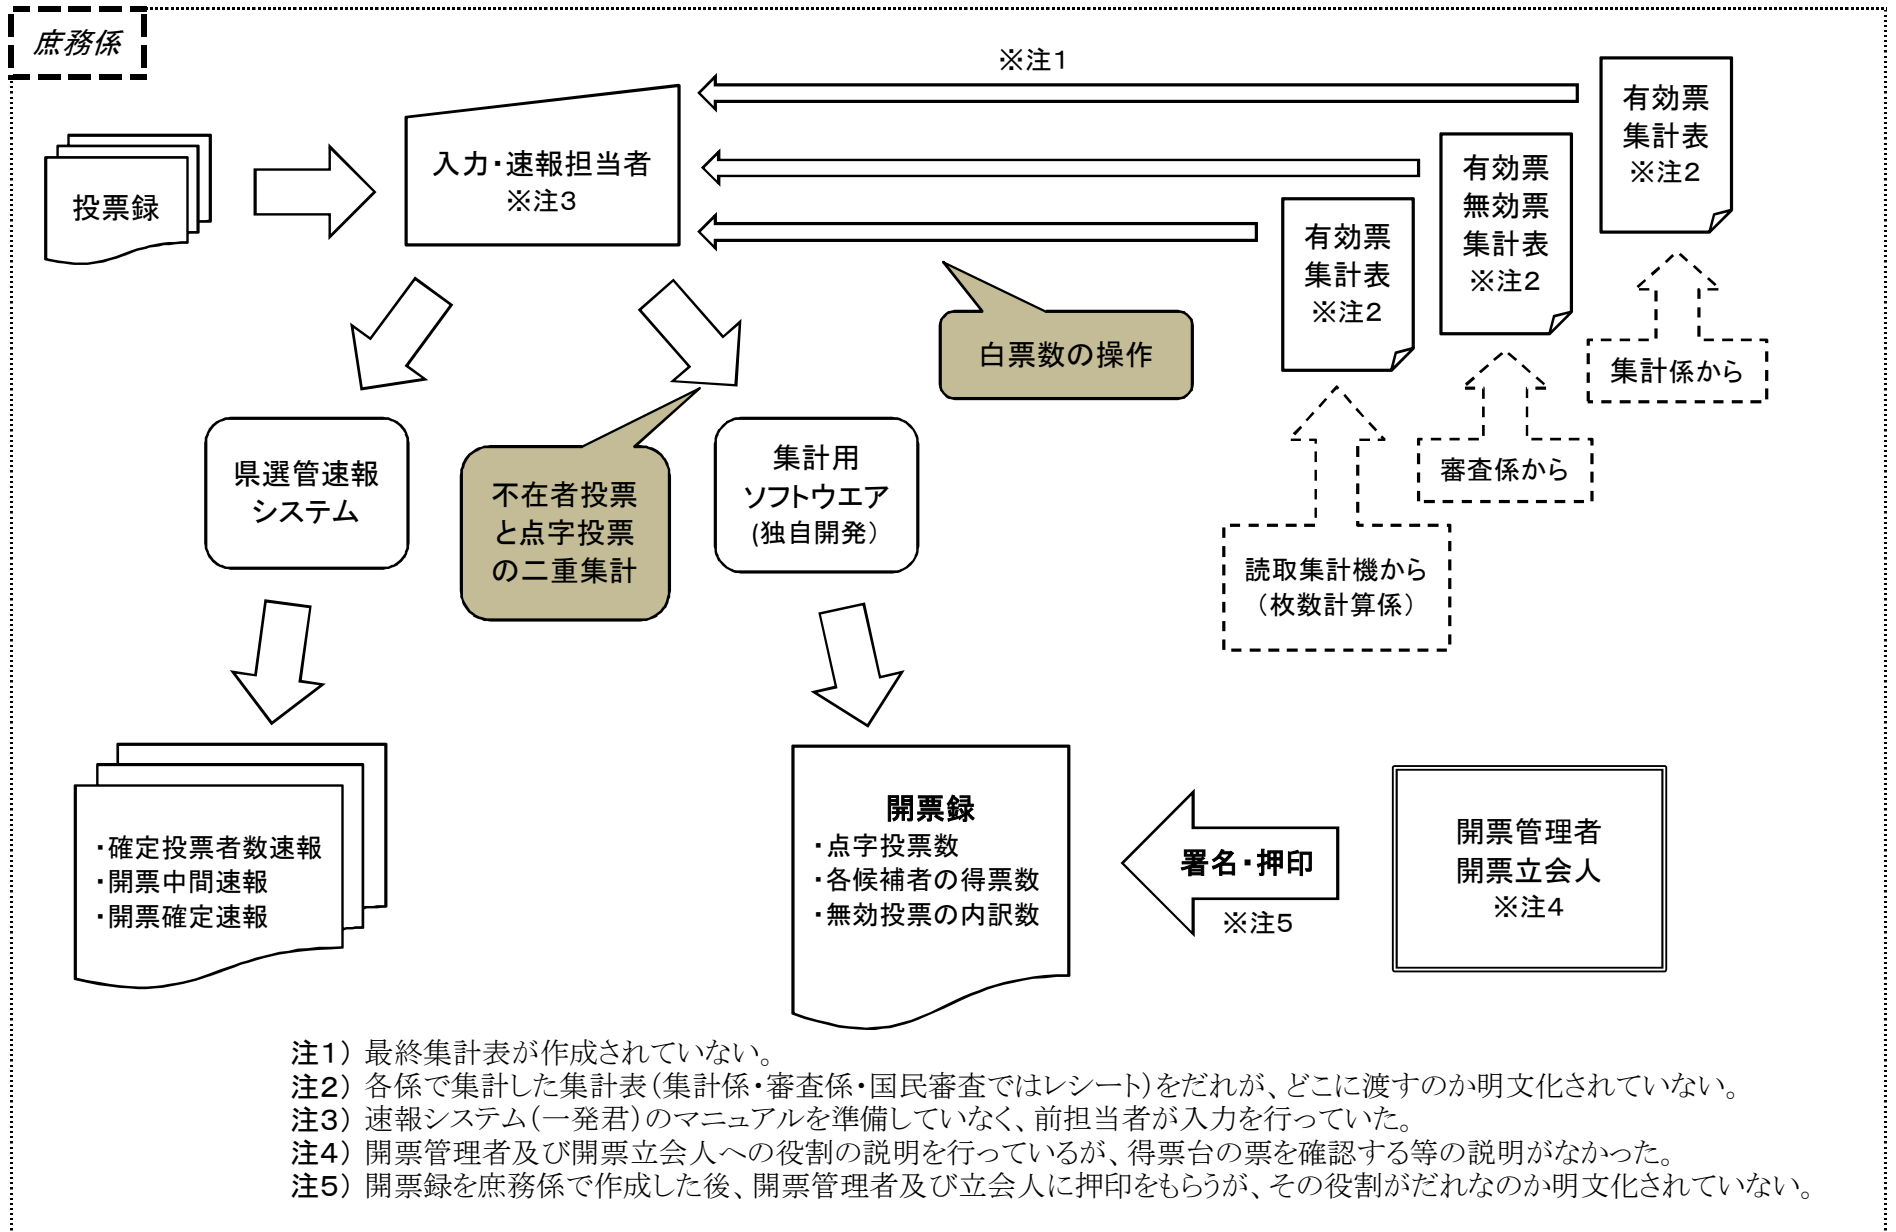 庶務係
※注1
有効票
集計表
※注2
有効票
無効票
集計表
※注2
有効票
集計表
※注2
投票録
入力・速報担当者
※注3
白票数の操作
集計係から
審査係から
読取集計機から
（枚数計算係）
県選管速報
システム
不在者投票
と点字投票
の二重集計
集計用
ソフトウエア
(独自開発）
・確定投票者数速報
・開票中間速報
・開票確定速報
開票録
・点字投票数
・各候補者の得票数
・無効投票の内訳数
署名・押印
※注5
開票管理者
開票立会人
※注4
注1） 最終集計表が作成されていない。
注2） 各係で集計した集計表（集計係・審査係・国民審査ではレシート）をだれが、どこに渡すのか明文化されていない。
注3） 速報システム（一発君）のマニュアルを準備していなく、前担当者が入力を行っていた。
注4） 開票管理者及び開票立会人への役割の説明を行っているが、得票台の票を確認する等の説明がなかった。
注5） 開票録を庶務係で作成した後、開票管理者及び立会人に押印をもらうが、その役割がだれなのか明文化されていない。